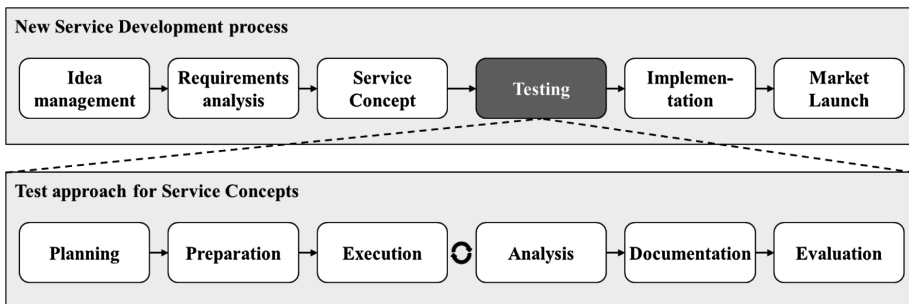 New Service Development process
Idea
management
Requirements
analysis
Service
Concept
Testing
Implemen-
tation
Market
Launch
Test approach for Service Concepts
Planning
Preparation
Execution
Analysis
Documentation
Evaluation